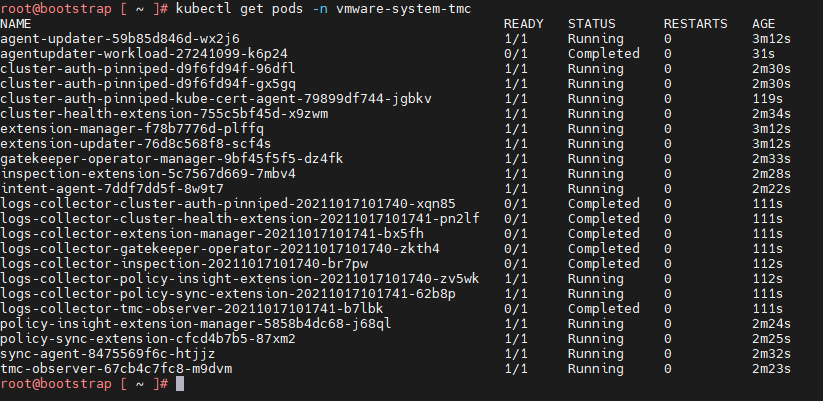 root@bootstrap [ ~ ]# kubectl get pods -n vmware-system-tmc
NAME READY STATUS RESTARTS AGE
agent-updater-59b85d846d-wx2j6 1/1 Running 0 3m12s
agentupdater-workload-27241099-k6p24 0/1 Completed 0 31s
cluster-auth-pinniped-d9f6fd94f-96dfl 1/1 Running 0 2m30s
cluster-auth-pinniped-d9f6fd94f-gx5gq 1/1 Running 0 2m30s
cluster-auth-pinniped-kube-cert-agent-79899df744-jgbkv 1/1 Running 0 119s
cluster-health-extension-755c5bf45d-x9zwm 1/1 Running 0 2m34s
extension-manager-f78b7776d-plffq 1/1 Running 0 3m12s
extension-updater-76d8c568f8-scf4s 1/1 Running 0 3m12s
gatekeeper-operator-manager-9bf45f5f5-dz4fk 1/1 Running 0 2m33s
inspection-extension-5c7567d669-7mbv4 1/1 Running 0 2m28s
intent-agent-7ddf7dd5f-8w9t7 1/1 Running 0 2m22s
logs-collector-cluster-auth-pinniped-20211017101740-xqn85 0/1 Completed 0 111s
logs-collector-cluster-health-extension-20211017101741-pn2lf 0/1 Completed 0 111s
logs-collector-extension-manager-20211017101741-bx5fh 0/1 Completed 0 111s
logs-collector-gatekeeper-operator-20211017101740-zkth4 0/1 Completed 0 111s
logs-collector-inspection-20211017101740-br7pw 0/1 Completed 0 112s
logs-collector-policy-insight-extension-20211017101740-zv5wk 1/1 Running 0 112s
logs-collector-policy-sync-extension-20211017101741-62b8p 1/1 Running 0 111s
logs-collector-tmc-observer-20211017101741-b7lbk 0/1 Completed 0 111s
policy-insight-extension-manager-5858b4dc68-j68ql 1/1 Running 0 2m24s
policy-sync-extension-cfcd4b7b5-87xm2 1/1 Running 0 2m25s
sync-agent-8475569f6c-htjjz 1/1 Running 0 2m32s
tmc-observer-67cb4c7fc8-m9dvm 1/1 Running 0 2m23s
root@bootstrap [ ~ ]#